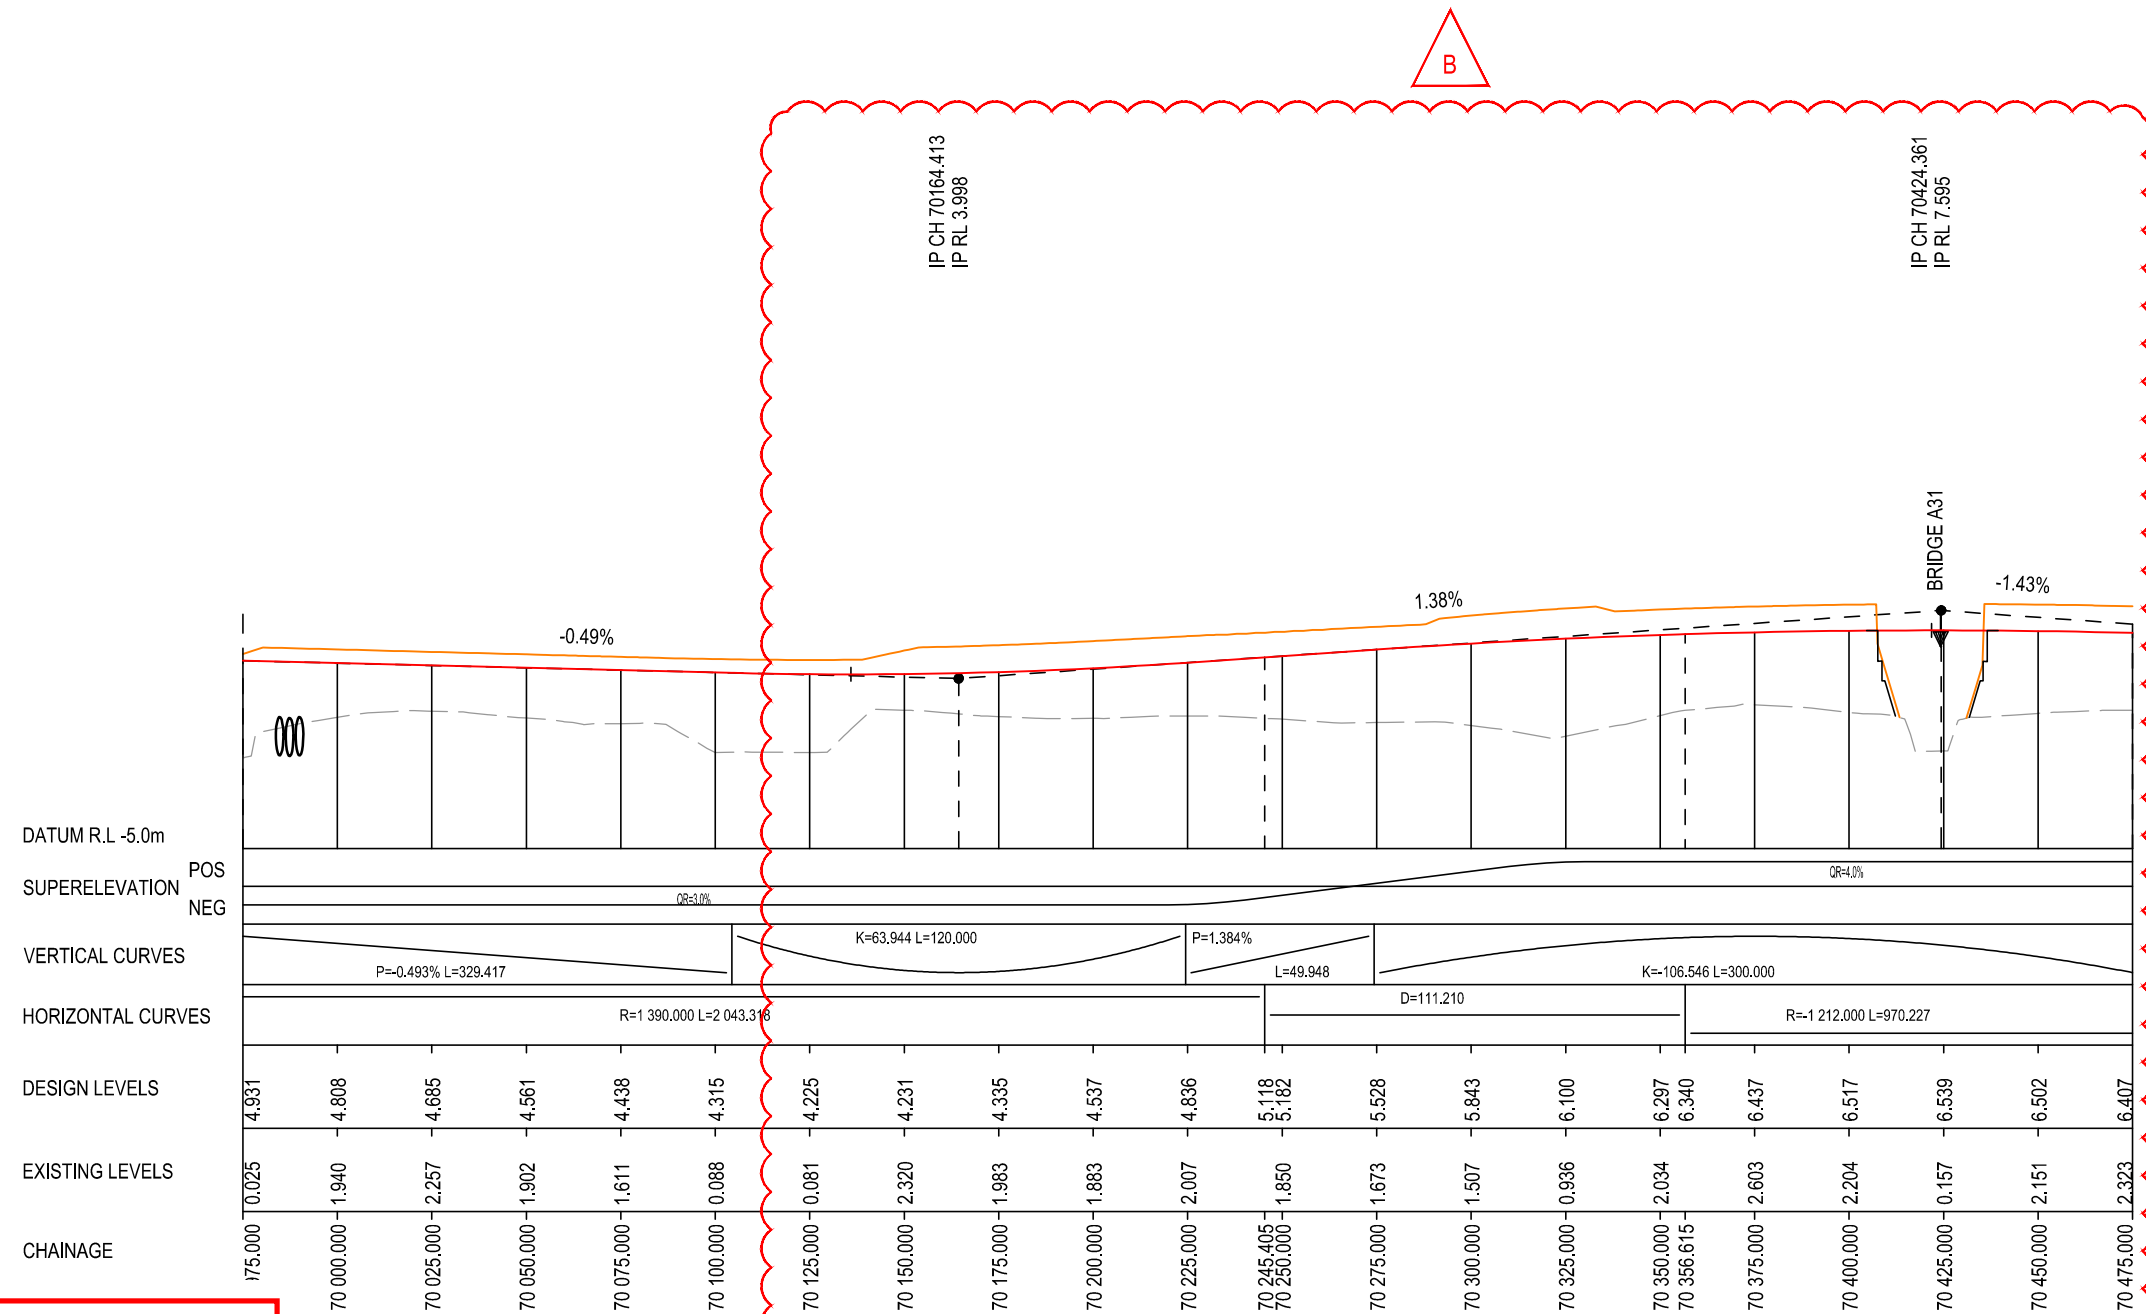 B
IP CH 70164.413
IP RL 3.998
IP CH 70424.361
IP RL 7.595
BRIDGE A31
-0.49%
1.38%
-1.43%
DATUM R.L -5.0m
SUPERELEVATION
POS
NEG
QR=3.0%
QR=4.0%
VERTICAL CURVES
P=-0.493% L=329.417
K=63.944 L=120.000
P=1.384%
L=49.948
K=-106.546 L=300.000
HORIZONTAL CURVES
R=1 390.000 L=2 043.318
D=111.210
R=-1 212.000 L=970.227
DESIGN LEVELS
4.931 4.808 4.685 4.561 4.438 4.315 4.225 4.231 4.335 4.537 4.836 5.118 5.182 5.528 5.843 6.100 6.297 6.340 6.437 6.517 6.539 6.502 6.407
EXISTING LEVELS
0.025 1.940 2.257 1.902 1.611 0.088 0.081 2.320 1.983 1.883 2.007 1.850 1.673 1.507 0.936 2.034 2.603 2.204 0.157 2.151 2.323
CHAINAGE
75.000 70 000.000 70 025.000 70 050.000 70 075.000 70 100.000 70 125.000 70 150.000 70 175.000 70 200.000 70 225.000 70 245.405 70 250.000 70 275.000 70 300.000 70 325.000 70 350.000 70 356.615 70 375.000 70 400.000 70 425.000 70 450.000 70 475.000